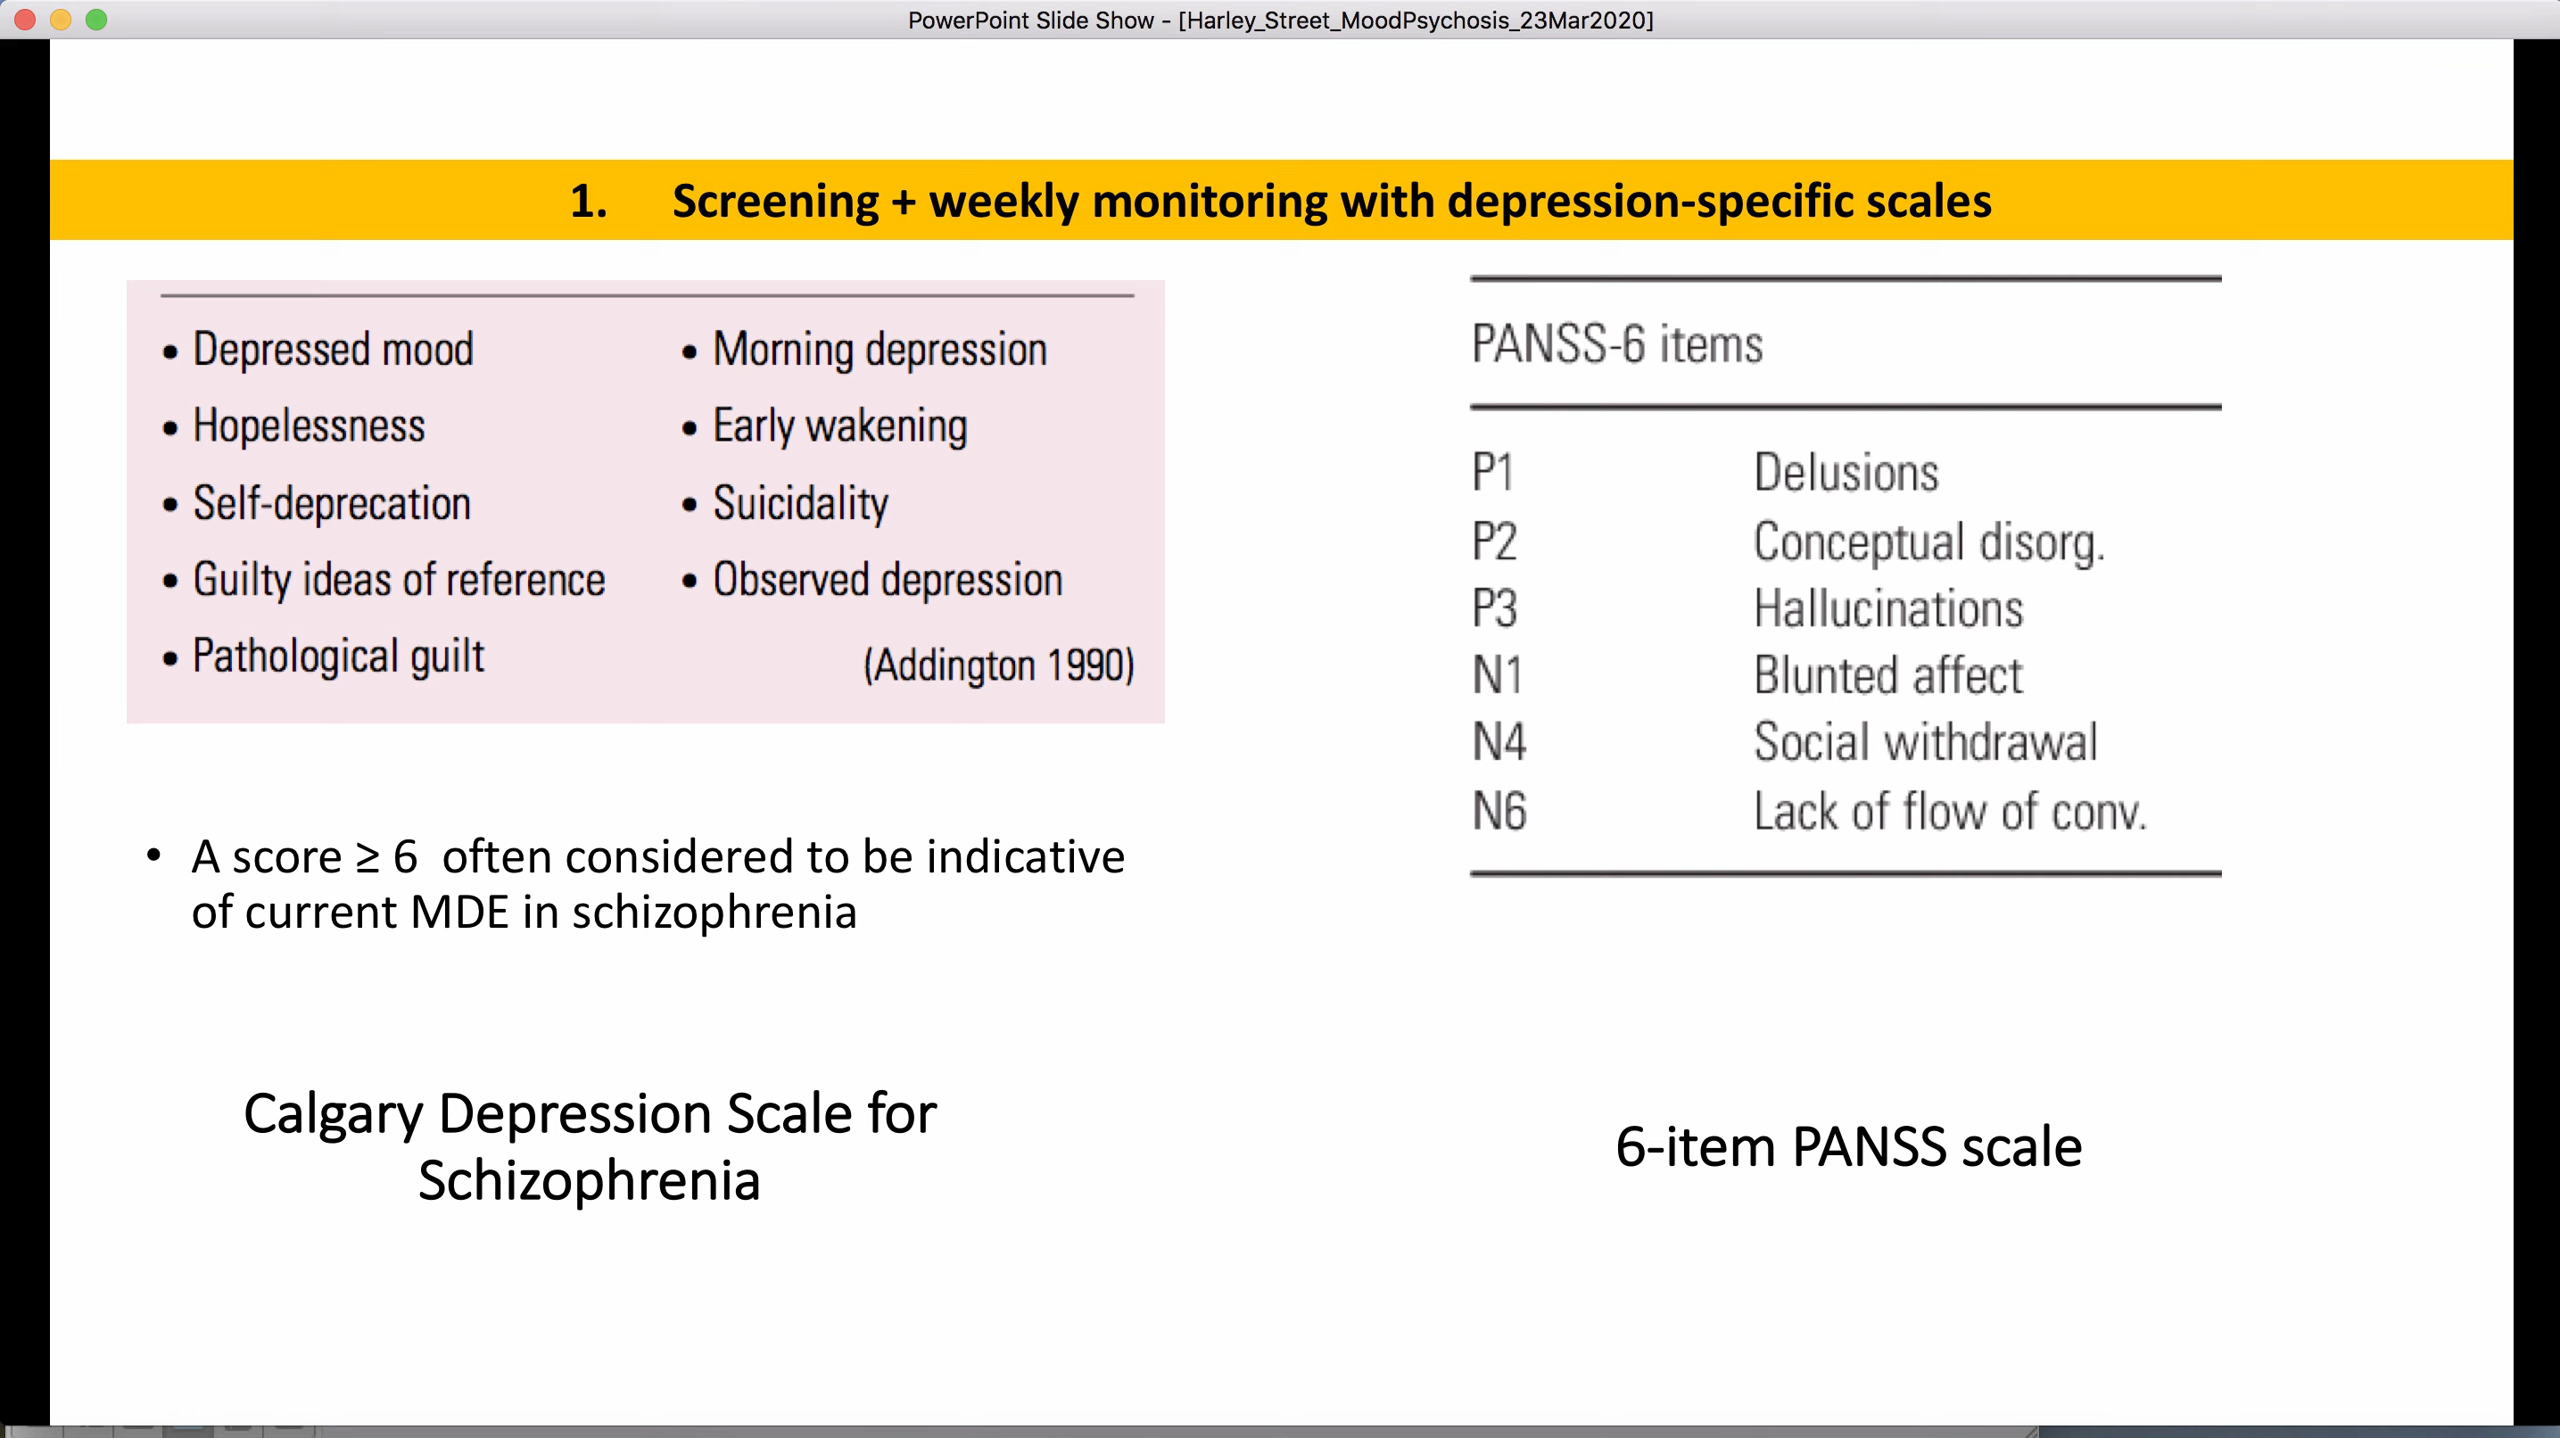 PowerPoint Slide Show - [Harley_Street_MoodPsychosis_23Mar2020]
1. Screening + weekly monitoring with depression-specific scales
• Depressed mood
• Hopelessness
• Self-deprecation
• Guilty ideas of reference
• Pathological guilt
• Morning depression
• Early wakening
• Suicidality
• Observed depression
(Addington 1990)
• A score ≥ 6 often considered to be indicative
of current MDE in schizophrenia
Calgary Depression Scale for
Schizophrenia
PANSS-6 items
P1 Delusions
P2 Conceptual disorg.
P3 Hallucinations
N1 Blunted affect
N4 Social withdrawal
N6 Lack of flow of conv.
6-item PANSS scale